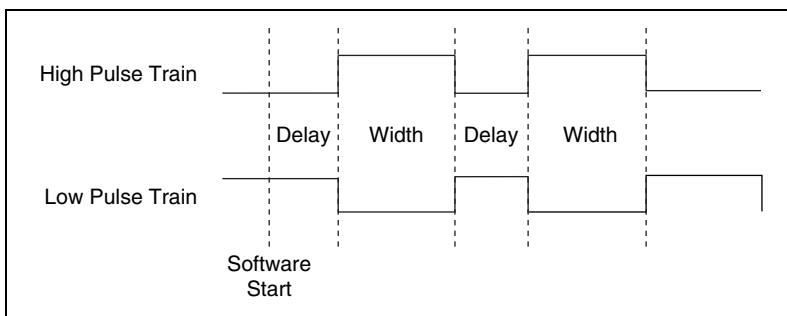 High Pulse Train
Delay Width Delay Width
Low Pulse Train
Software
Start